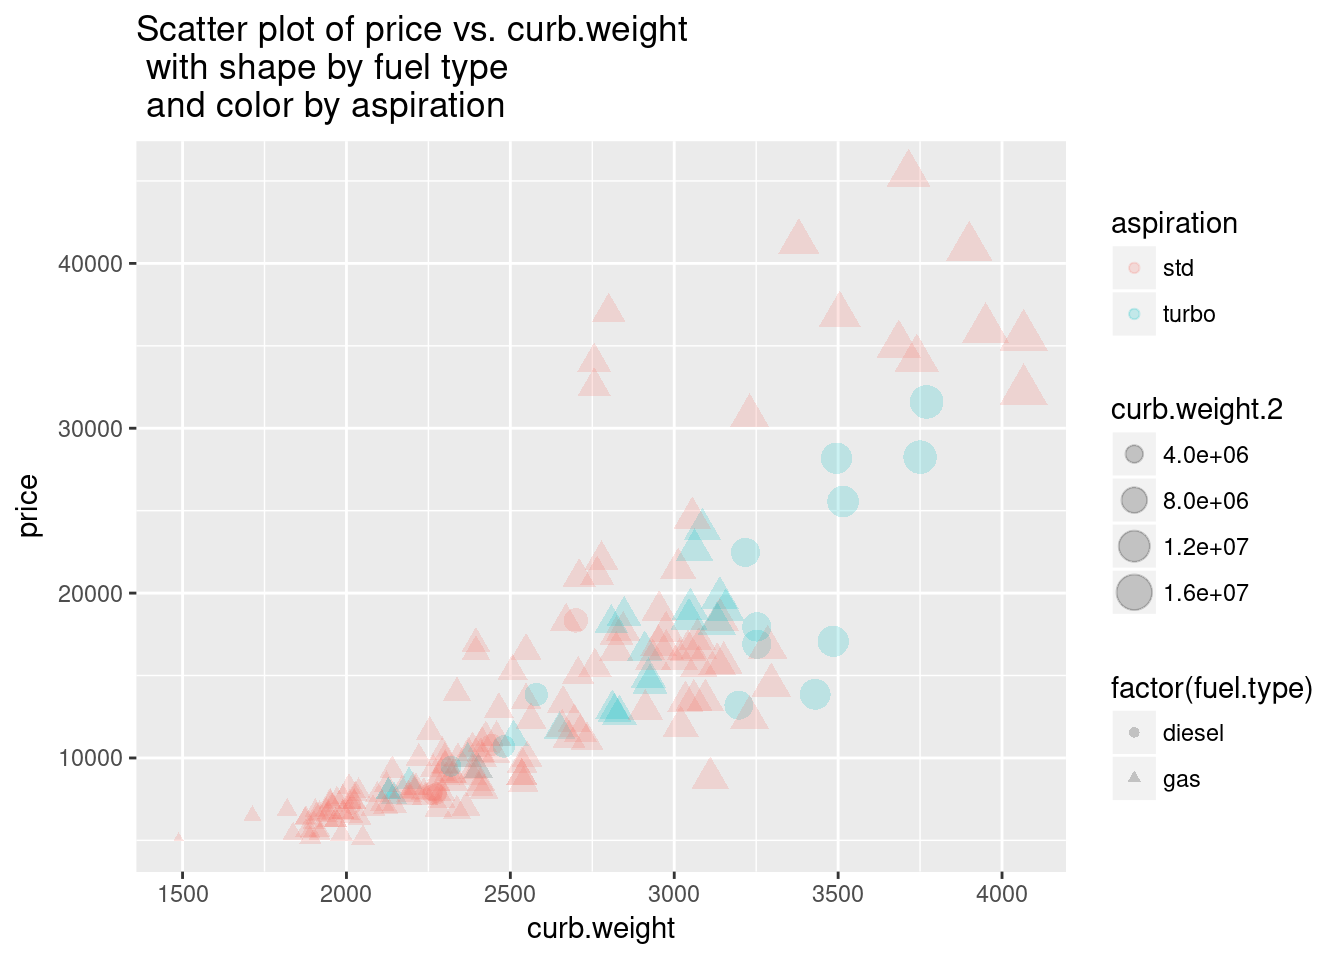 Scatter plot of price vs. curb.weight
with shape by fuel type
and color by aspiration
price
40000
30000
20000
10000
1500 2000 2500 3000 3500 4000
curb.weight
aspiration
std
turbo
curb.weight.2
4.0e+06
8.0e+06
1.2e+07
1.6e+07
factor(fuel.type)
diesel
gas